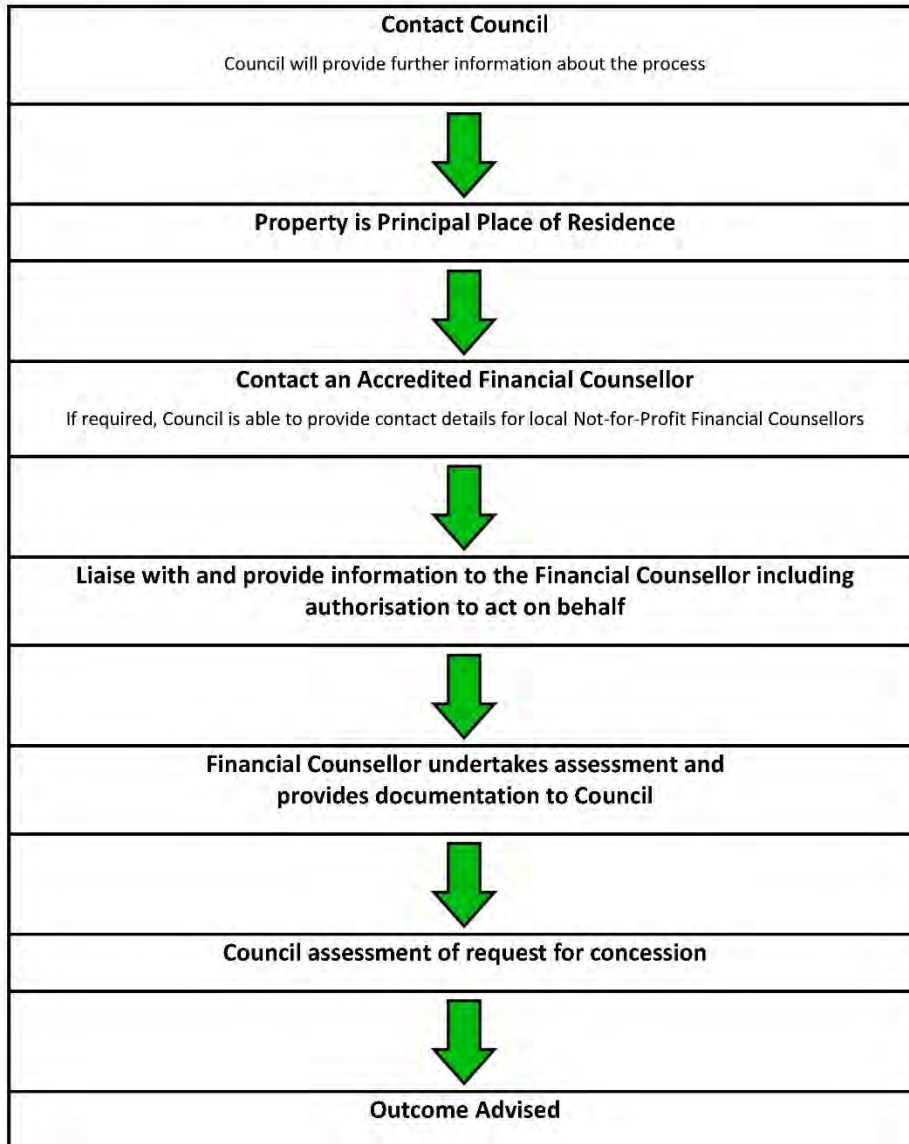 Contact Council
Council will provide further information about the process
Property is Principal Place of Residence
Contact an Accredited Financial Counsellor
If required, Council is able to provide contact details for local Not-for-Profit Financial Counsellors
Liaise with and provide information to the Financial Counsellor including
authorisation to act on behalf
Financial Counsellor undertakes assessment and
provides documentation to Council
Council assessment of request for concession
Outcome Advised